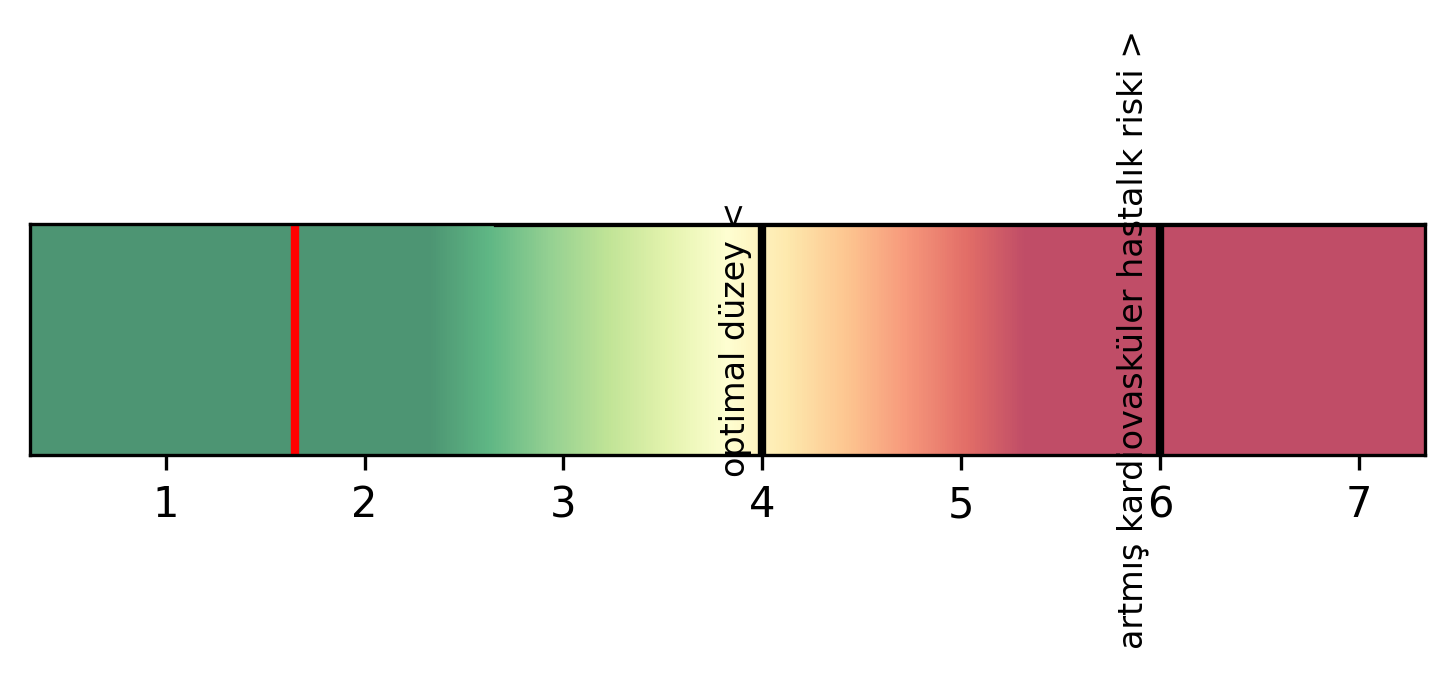 optimal düzey <
artmış kardiovasküler hastalık riski >
1 2 3 4 5 6 7